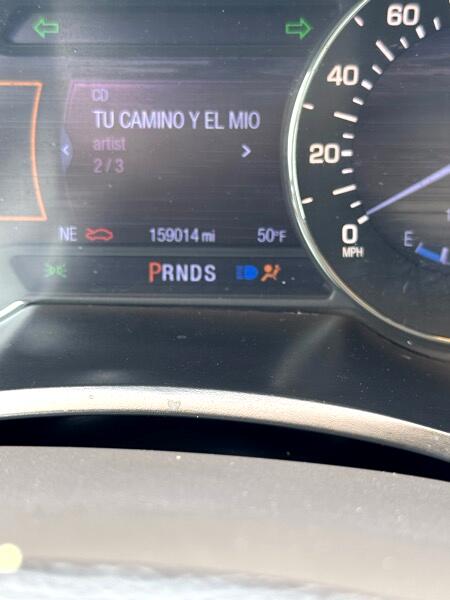 CD
TU CAMINO Y EL MIO
artist
2 / 3
NE 159014 mi 50°F
PRNDS
60
40
20
0
MPH
E